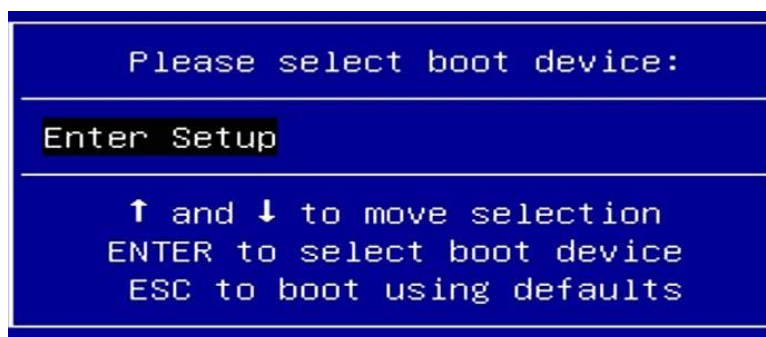 Please select boot device:
Enter Setup
↑ and ↓ to move selection
ENTER to select boot device
ESC to boot using defaults